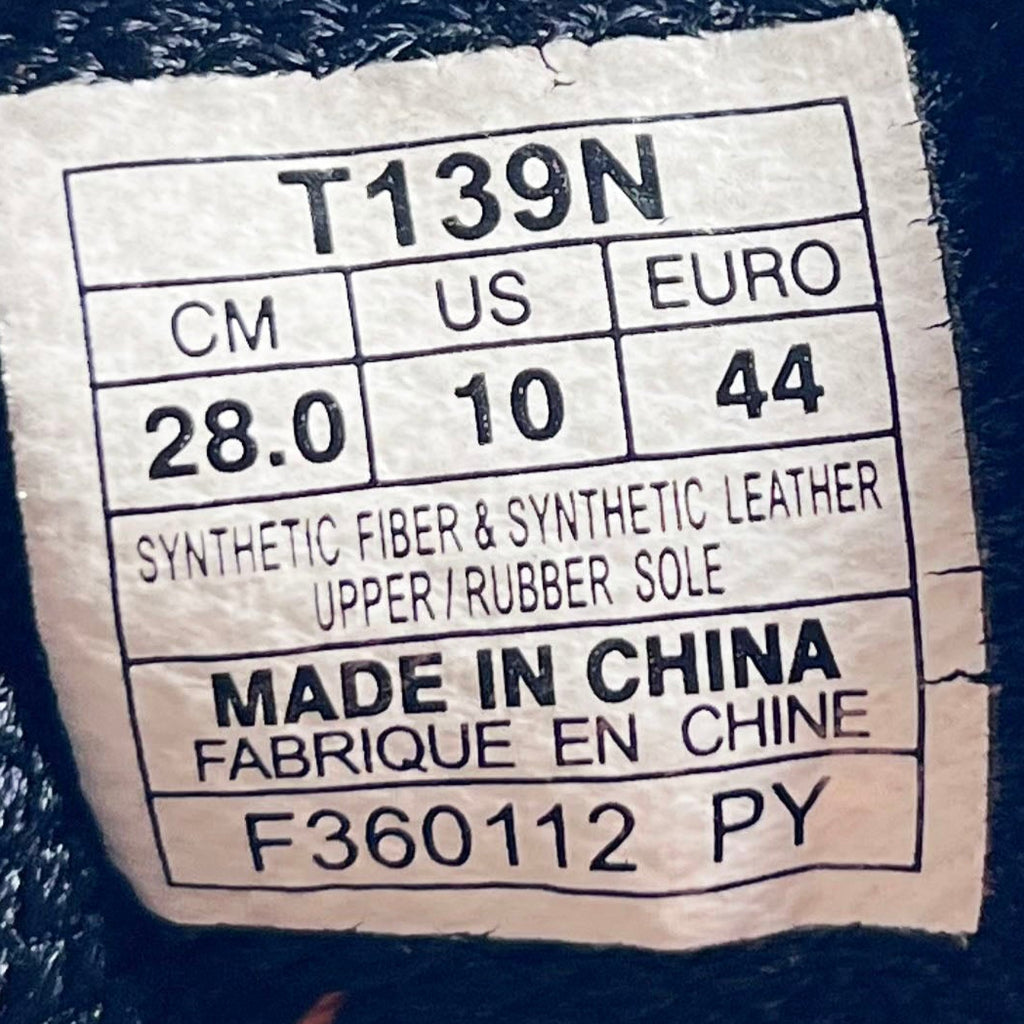 T139N
CM US EURO
28.0 10 44
SYNTHETIC FIBER & SYNTHETIC LEATHER
UPPER / RUBBER SOLE
MADE IN CHINA
FABRIQUE EN CHINE
F360112 PY